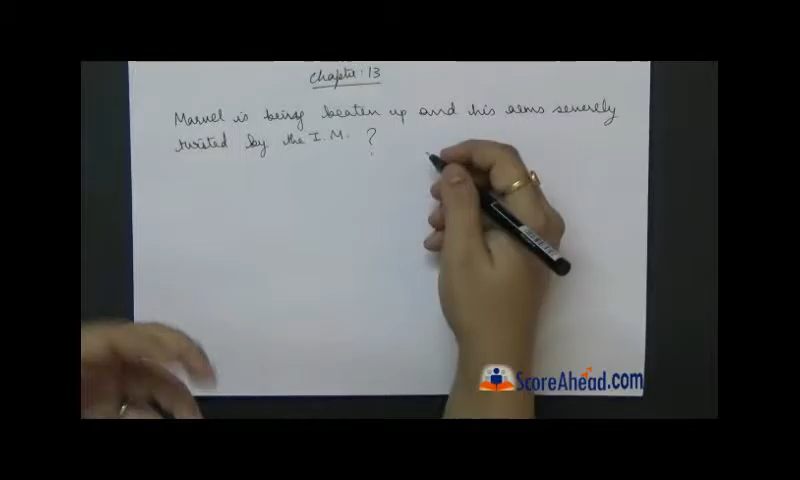 Chapter: 13
Marvel is being beaten up and his arms severely
twisted by the I.M. ?
ScoreAhead.com